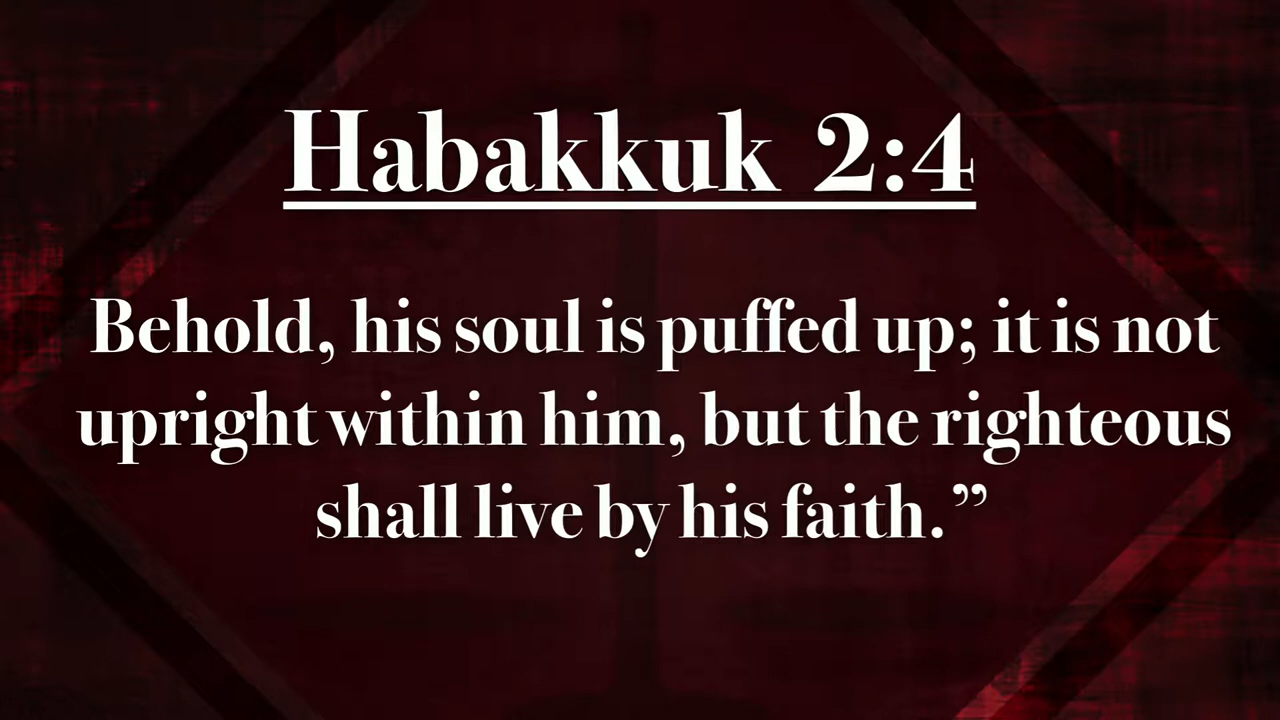 Habakkuk 2:4
Behold, his soul is puffed up; it is not
upright within him, but the righteous
shall live by his faith.”